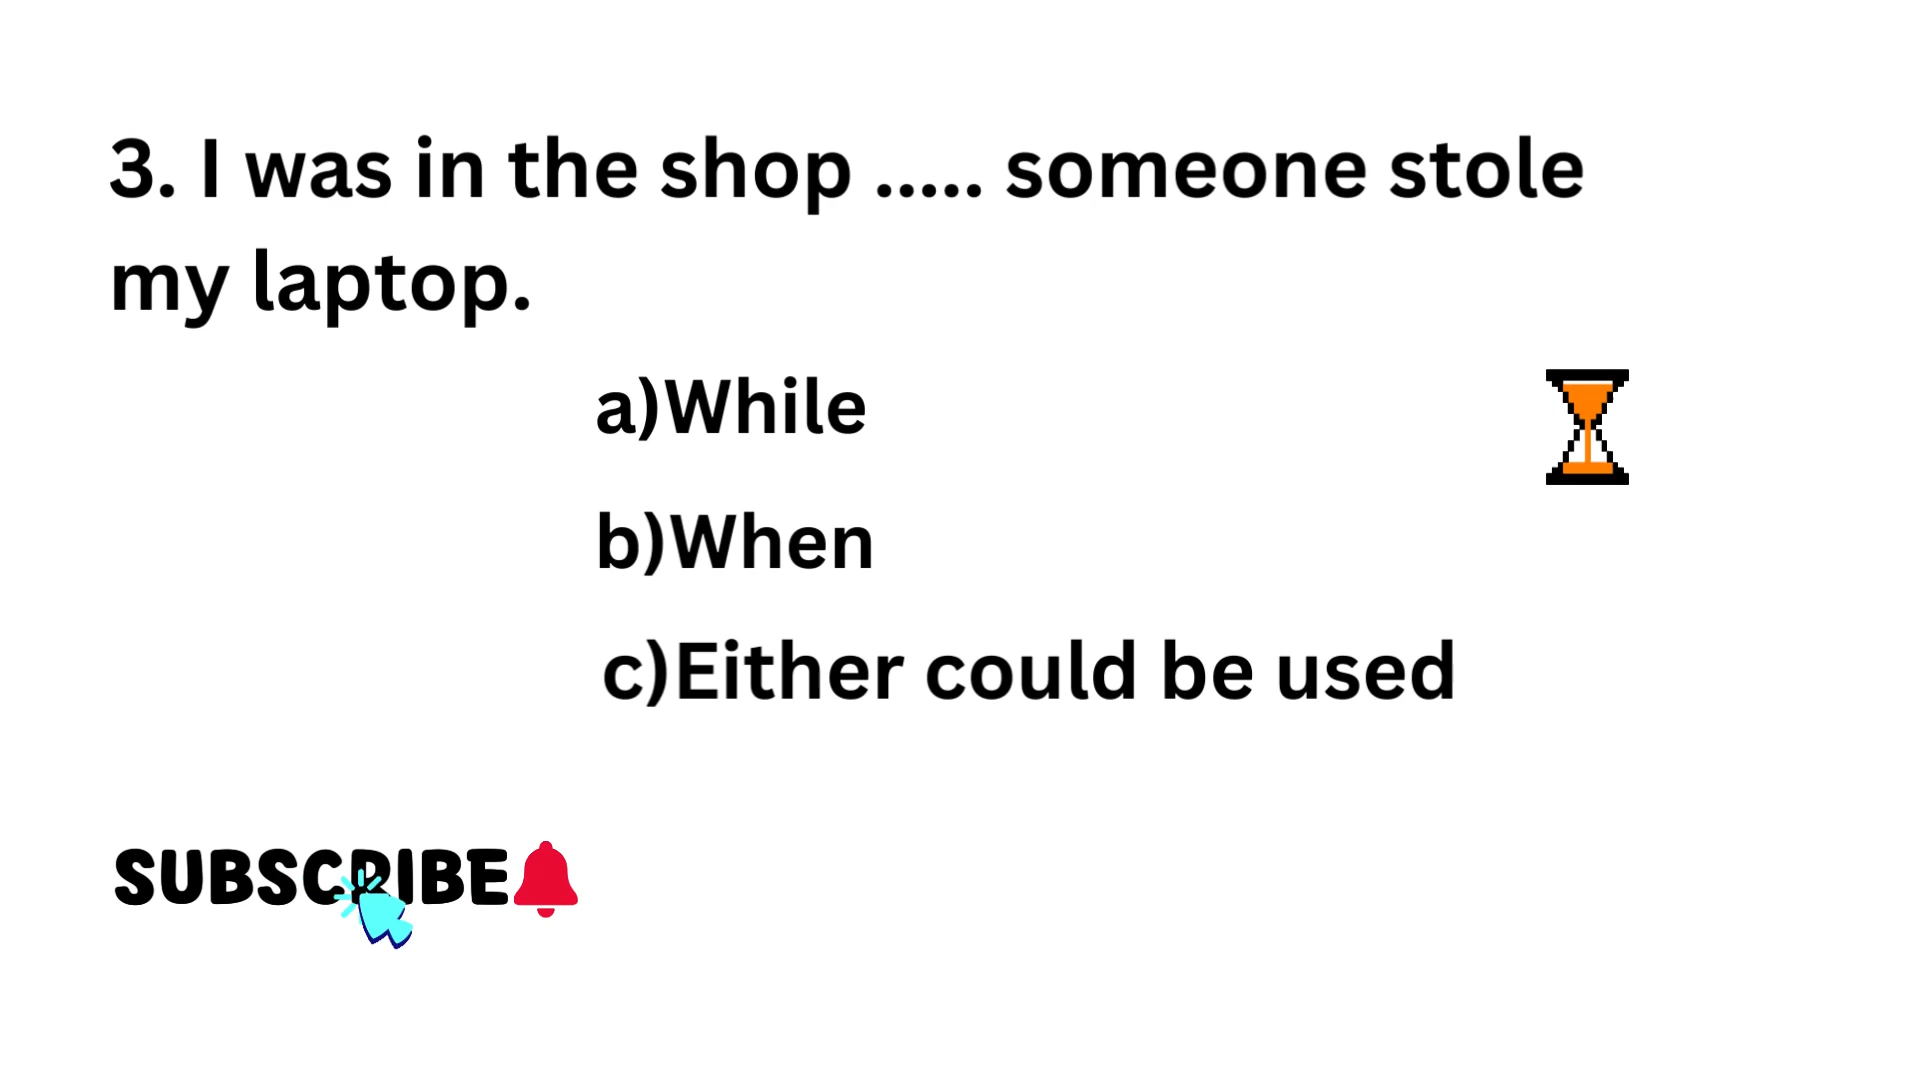 3. I was in the shop ..... someone stole
my laptop.
a)While
b)When
c)Either could be used
SUBSCRIBE